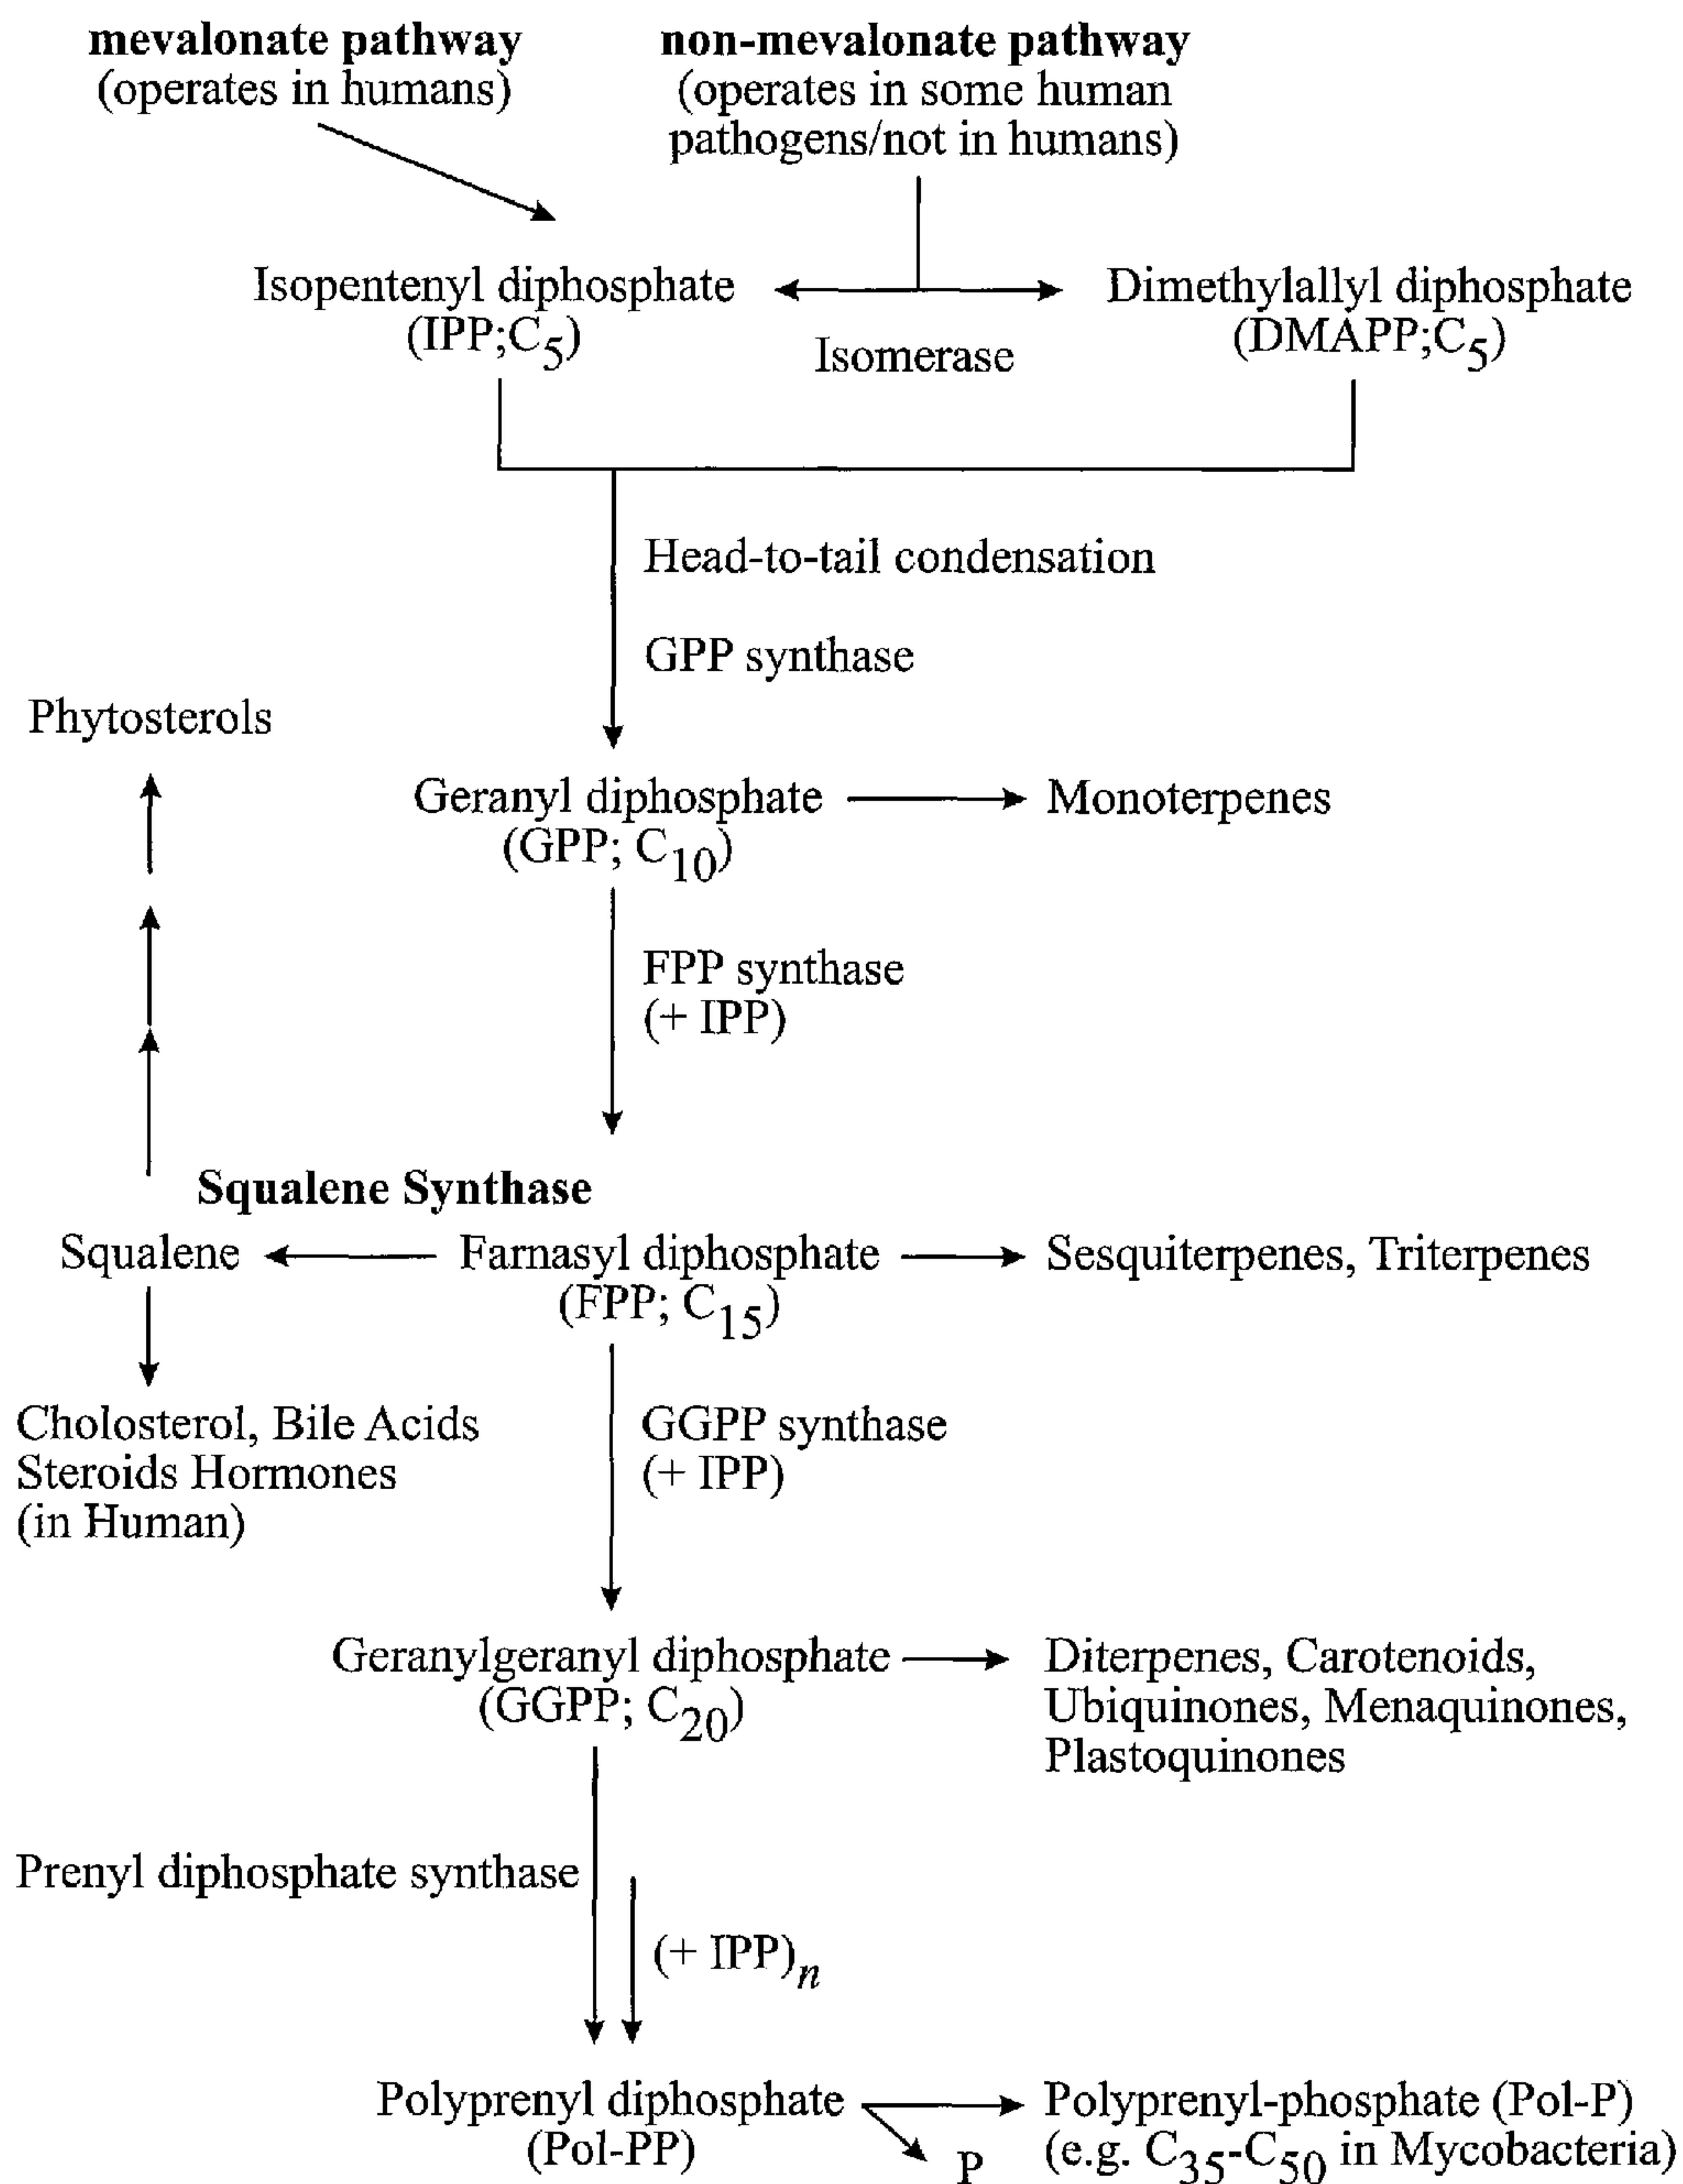 mevalonate pathway
(operates in humans)
non-mevalonate pathway
(operates in some human
pathogens/not in humans)
Isopentenyl diphosphate
(IPP;C5)
Isomerase
Dimethylallyl diphosphate
(DMAPP;C5)
Head-to-tail condensation
GPP synthase
Phytosterols
Geranyl diphosphate
(GPP; C10)
Monoterpenes
FPP synthase
(+ IPP)
Squalene Synthase
Squalene
Farnasyl diphosphate
(FPP; C15)
Sesquiterpenes, Triterpenes
Cholosterol, Bile Acids
Steroids Hormones
(in Human)
GGPP synthase
(+ IPP)
Geranylgeranyl diphosphate
(GGPP; C20)
Diterpenes, Carotenoids,
Ubiquinones, Menaquinones,
Plastoquinones
Prenyl diphosphate synthase
(+ IPP)n
Polyprenyl diphosphate
(Pol-PP)
P
Polyprenyl-phosphate (Pol-P)
(e.g. C35-C50 in Mycobacteria)